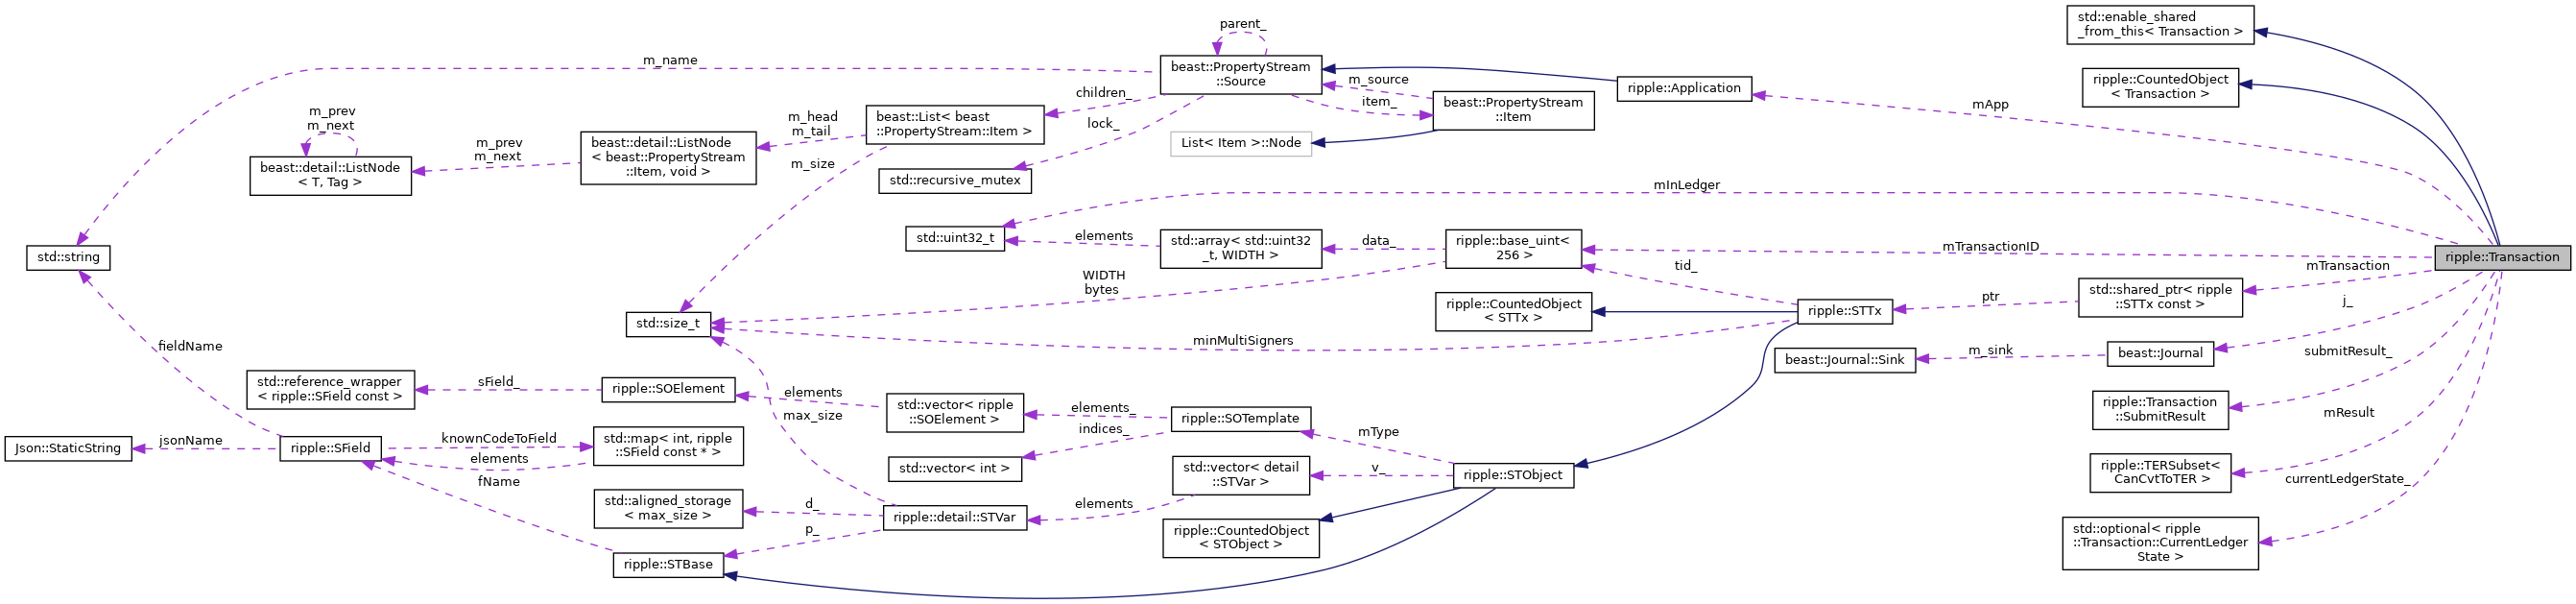 parent_
std::enable_shared
_from_this< Transaction >
m_name
beast::PropertyStream
::Source
m_source
item_
ripple::Application
beast::PropertyStream
::Item
ripple::CountedObject
< Transaction >
mApp
children_
lock_
m_prev
m_next
beast::detail::ListNode
< T, Tag >
m_prev
m_next
beast::detail::ListNode
< beast::PropertyStream
::Item, void >
m_head
m_tail
beast::List< beast
::PropertyStream::Item >
List< Item >::Node
m_size
std::recursive_mutex
mInLedger
std::string
std::uint32_t
elements
std::array< std::uint32
_t, WIDTH >
data_
ripple::base_uint<
256 >
mTransactionID
ripple::Transaction
tid_
mTransaction
WIDTH
bytes
std::size_t
ripple::CountedObject
< STTx >
ripple::STTx
ptr
std::shared_ptr< ripple
::STTx const >
j_
minMultiSigners
fieldName
beast::Journal::Sink
m_sink
beast::Journal
submitResult_
std::reference_wrapper
< ripple::SField const >
sField_
ripple::SOElement
elements
max_size
std::vector< ripple
::SOElement >
elements_
indices_
ripple::SOTemplate
mType
ripple::Transaction
::SubmitResult
mResult
Json::StaticString
jsonName
ripple::SField
knownCodeToField
elements
fName
std::map< int, ripple
::SField const * >
std::vector< int >
std::vector< detail
::STVar >
v_
ripple::STObject
ripple::TERSubset<
CanCvtToTER >
currentLedgerState_
std::aligned_storage
< max_size >
d_
p_
ripple::detail::STVar
elements
ripple::CountedObject
< STObject >
std::optional< ripple
::Transaction::CurrentLedger
State >
ripple::STBase